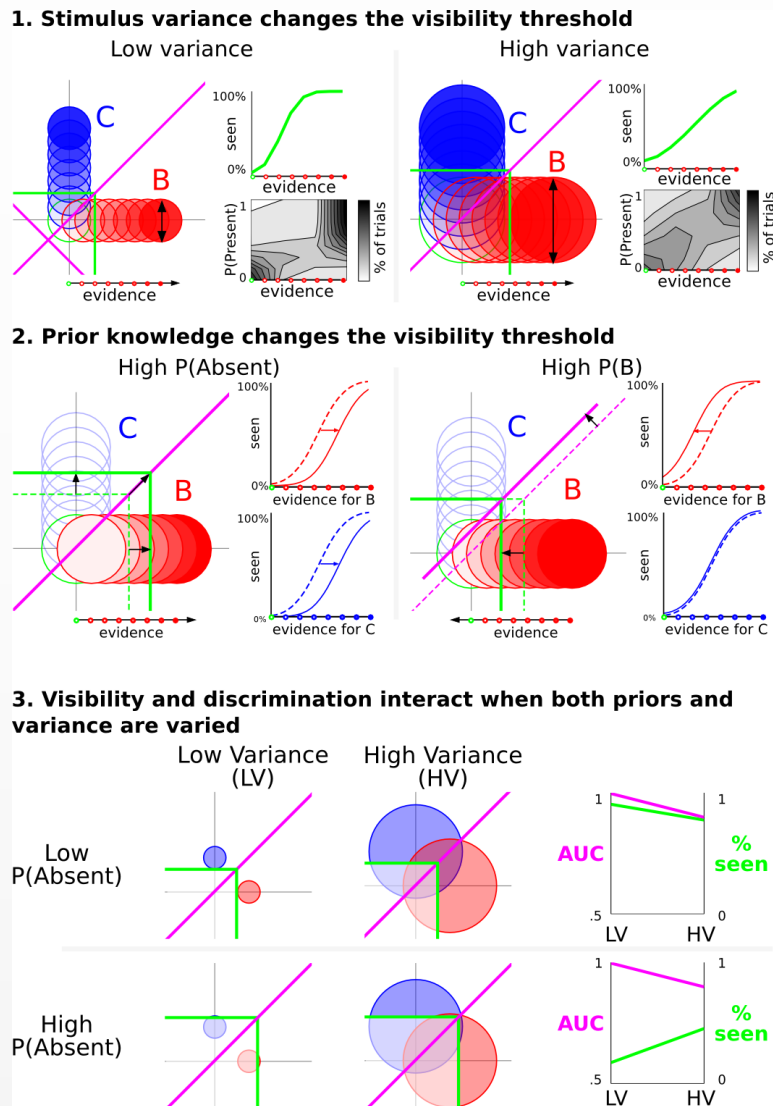 1. Stimulus variance changes the visibility threshold
Low variance
High variance
C
B
100%
seen
0%
evidence
P(Present)
1
0
% of trials
evidence
evidence
C
B
100%
seen
0%
evidence
P(Present)
1
0
% of trials
evidence
evidence
2. Prior knowledge changes the visibility threshold
High P(Absent)
High P(B)
C
B
evidence
100%
seen
0%
evidence for B
100%
seen
0%
evidence for C
C
B
evidence
100%
seen
0%
evidence for B
100%
seen
0%
evidence for C
3. Visibility and discrimination interact when both priors and
variance are varied
Low Variance
(LV)
High Variance
(HV)
Low
P(Absent)
1
AUC
.5
LV
HV
1
%
seen
0
High
P(Absent)
1
AUC
.5
LV
HV
1
%
seen
0